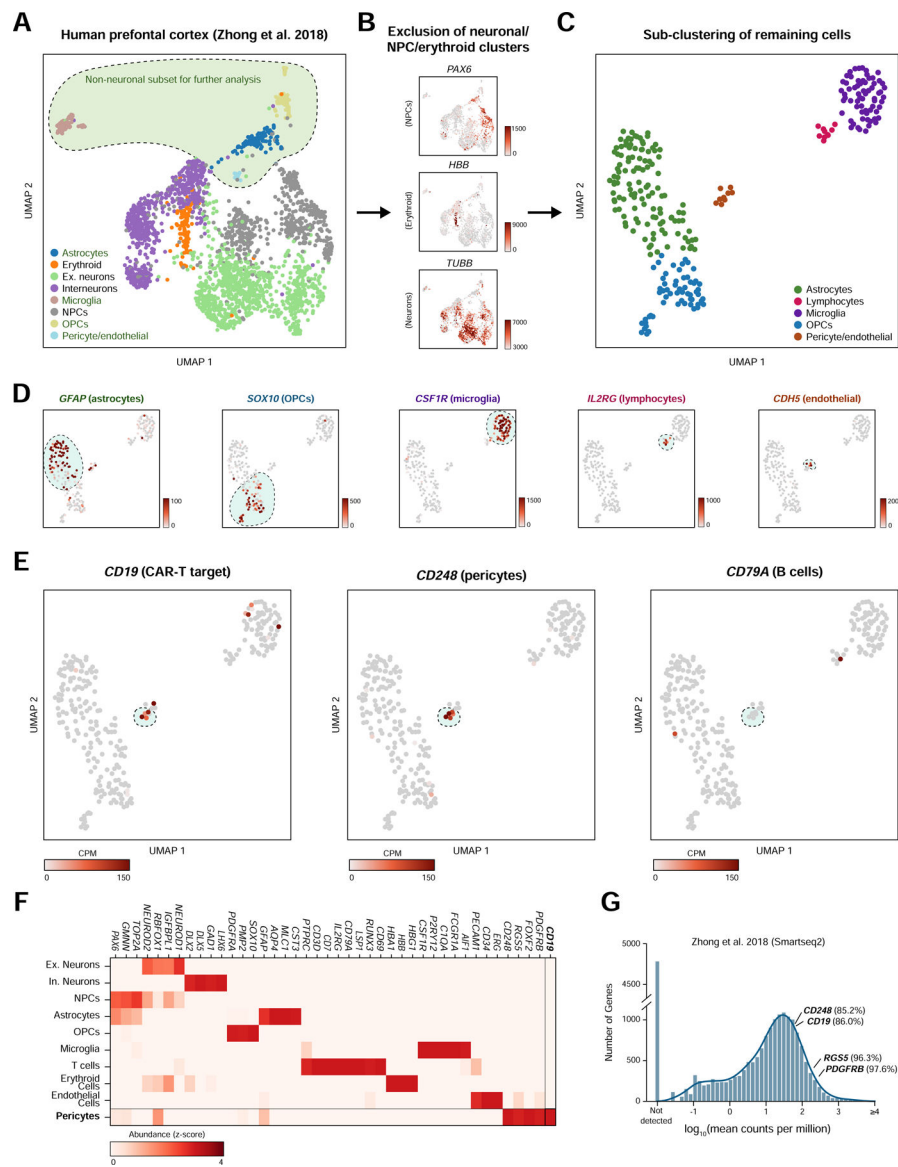 A
Human prefontal cortex (Zhong et al. 2018)
Non-neuronal subset for further analysis
UMAP 2
Astrocytes
Erythroid
Ex. neurons
Interneurons
Microglia
NPCs
OPCs
Pericyte/endothelial
UMAP 1
B
Exclusion of neuronal/
NPC/erythroid clusters
PAX6
(NPCs)
1500
0
HBB
(Erythroid)
9000
0
TUBB
(Neurons)
7000
3000
C
Sub-clustering of remaining cells
UMAP 2
Astrocytes
Lymphocytes
Microglia
OPCs
Pericyte/endothelial
UMAP 1
D
GFAP (astrocytes)
100
0
SOX10 (OPCs)
500
0
CSF1R (microglia)
1500
0
IL2RG (lymphocytes)
1000
0
CDH5 (endothelial)
200
0
E
CD19 (CAR-T target)
UMAP 2
UMAP 1
CPM
0 150
CD248 (pericytes)
UMAP 2
UMAP 1
CPM
0 150
CD79A (B cells)
UMAP 2
UMAP 1
CPM
0 150
F
PAX6
GMNN
TOP2A
NEUROD2
RBFOX1
IGFBPL1
NEUROD1
DLX2
DLX5
GAD1
LHX6
PDGFRA
PMP2
SOX10
GFAP
AQP4
MLC1
CST3
PTPRC
CD3D
CD7
IL2RG
CD79A
LSP1
RUNX3
CD69
HBA1
HBB
HBG1
CSF1R
P2RY12
C1QA
FCGR1A
AIF1
PECAM1
CD34
ERG
CD248
RGS5
FOXF2
PDGFRB
CD19
Ex. Neurons
In. Neurons
NPCs
Astrocytes
OPCs
Microglia
T cells
Erythroid
Cells
Endothelial
Cells
Pericytes
Abundance (z-score)
0 4
G
Zhong et al. 2018 (Smartseq2)
Number of Genes
5000
4500
1000
500
0
CD248 (85.2%)
CD19 (86.0%)
RGS5 (96.3%)
PDGFRB (97.6%)
Not
detected
-1 0 1 2 3 ≥4
log10(mean counts per million)